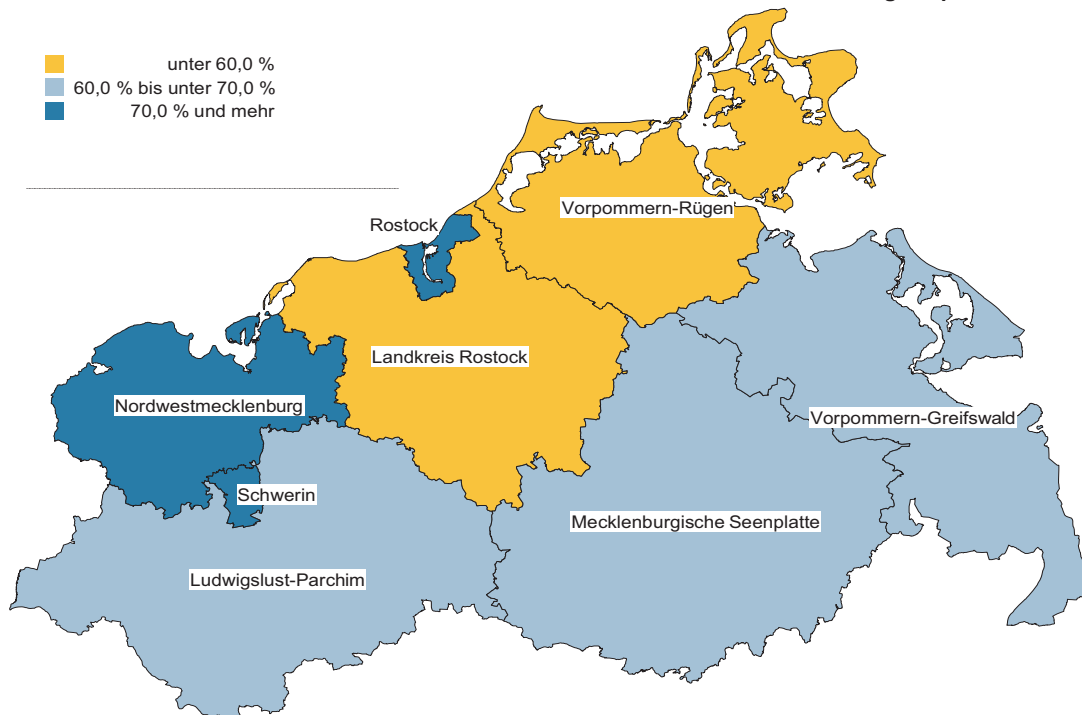 unter 60,0 %
60,0 % bis unter 70,0 %
70,0 % und mehr
Vorpommern-Rügen
Rostock
Landkreis Rostock
Nordwestmecklenburg
Vorpommern-Greifswald
Schwerin
Mecklenburgische Seenplatte
Ludwigslust-Parchim